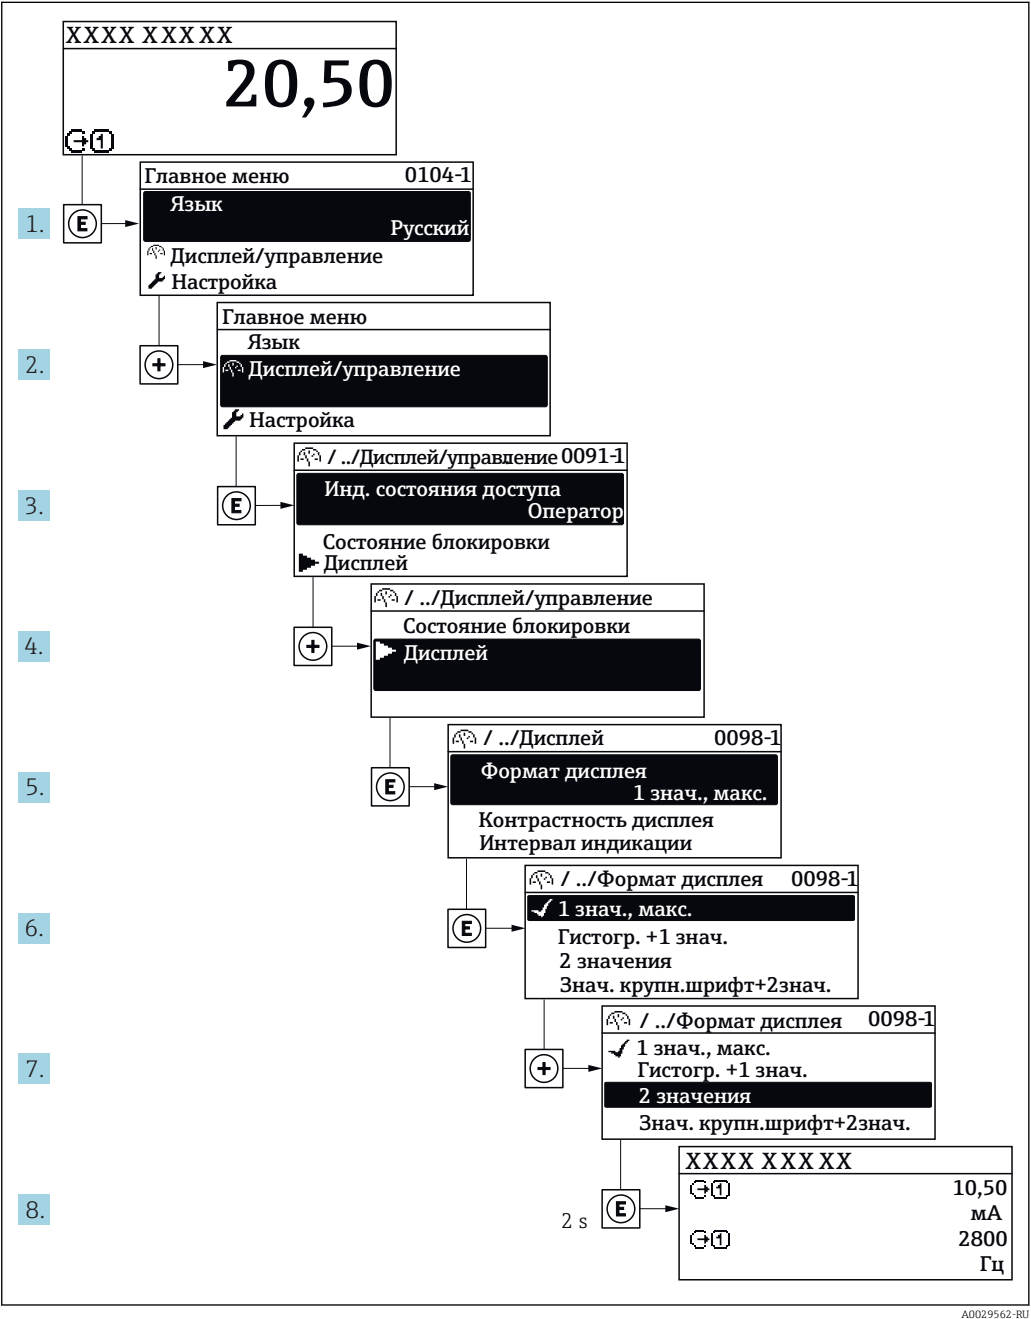 XXXX XXXXX
20,50
1
Главное меню 0104-1
Язык
Русский
1. E
Дисплей/управление
Настройка
Главное меню
Язык
2. +
Дисплей/управление
Настройка
/ ../Дисплей/управление 0091-1
Инд. состояния доступа
3. E
Оператор
Состояние блокировки
Дисплей
/ ../Дисплей/управление
Состояние блокировки
4. +
Дисплей
/ ../Дисплей 0098-1
Формат дисплея
5. E
1 знач., макс.
Контрастность дисплея
Интервал индикации
/ ../Формат дисплея 0098-1
1 знач., макс.
6. E
Гистогр. +1 знач.
2 значения
Знач. крупн.шрифт+2знач.
/ ../Формат дисплея 0098-1
1 знач., макс.
7. +
Гистогр. +1 знач.
2 значения
Знач. крупн.шрифт+2знач.
XXXX XXXXX
1 10,50
мА
8. 2 s E
1 2800
Гц
A0029562-RU